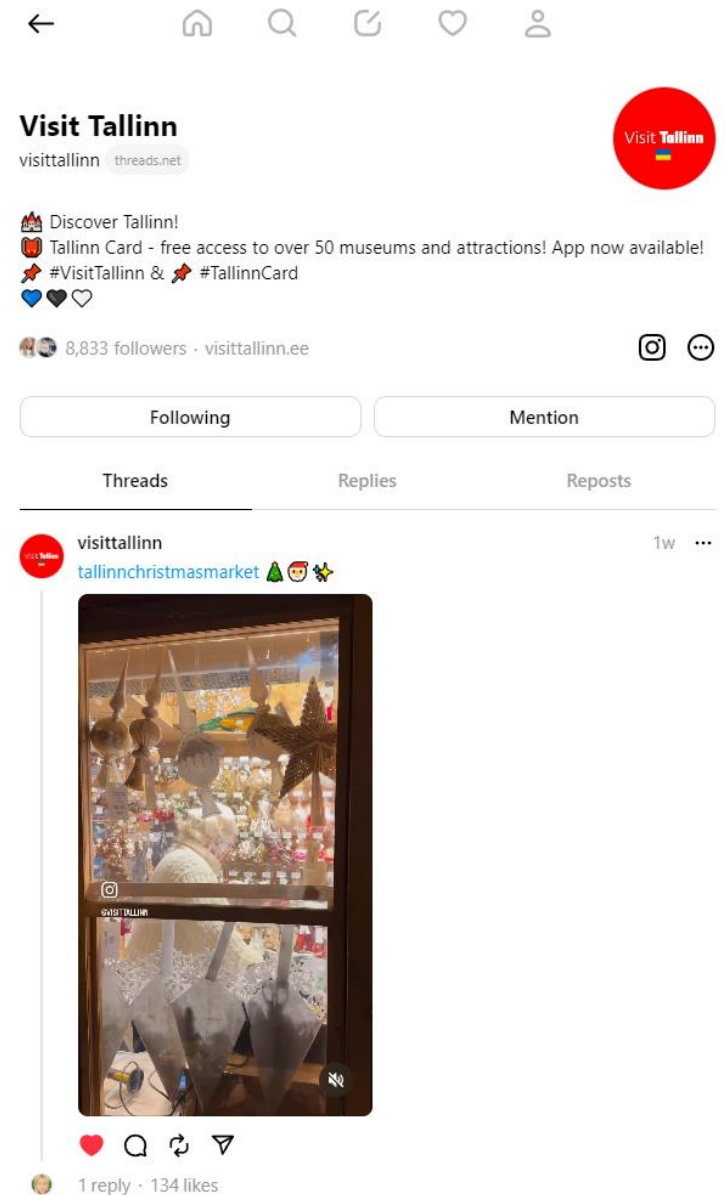 Visit Tallinn
visittallinn threads.net
Visit Tallinn
🏰 Discover Tallinn!
🎒 Tallinn Card - free access to over 50 museums and attractions! App now available!
📌 #VisitTallinn & 📌 #TallinnCard
💙🖤🤍
8,833 followers · visittallinn.ee
Following
Mention
Threads
Replies
Reposts
Visit Tallinn
visittallinn
1w
tallinnchristmasmarket 🎄🎅✨
@VISITTALLINN
1 reply · 134 likes